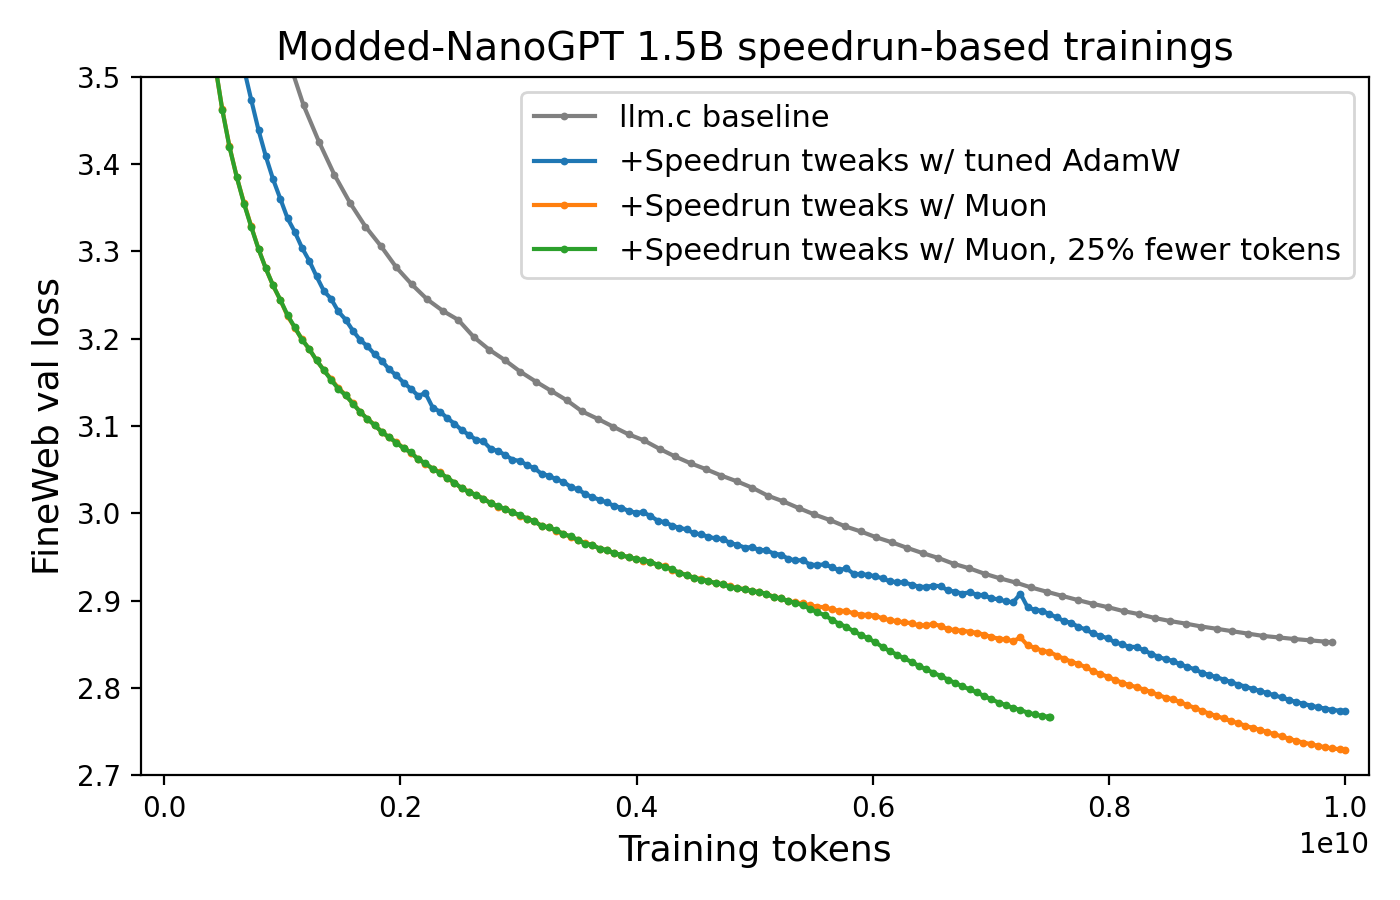 Modded-NanoGPT 1.5B speedrun-based trainings
llm.c baseline
+Speedrun tweaks w/ tuned AdamW
+Speedrun tweaks w/ Muon
+Speedrun tweaks w/ Muon, 25% fewer tokens
FineWeb val loss
3.5
3.4
3.3
3.2
3.1
3.0
2.9
2.8
2.7
0.0 0.2 0.4 0.6 0.8 1.0
1e10
Training tokens